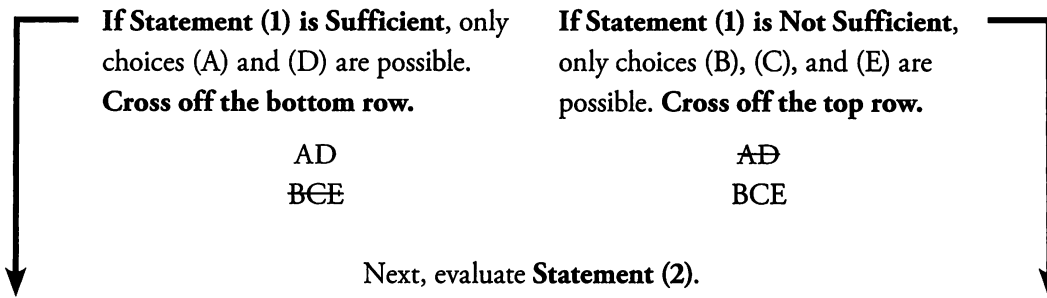 If Statement (1) is Sufficient, only
choices (A) and (D) are possible.
Cross off the bottom row.
AD
BCE
If Statement (1) is Not Sufficient,
only choices (B), (C), and (E) are
possible. Cross off the top row.
AD
BCE
Next, evaluate Statement (2).